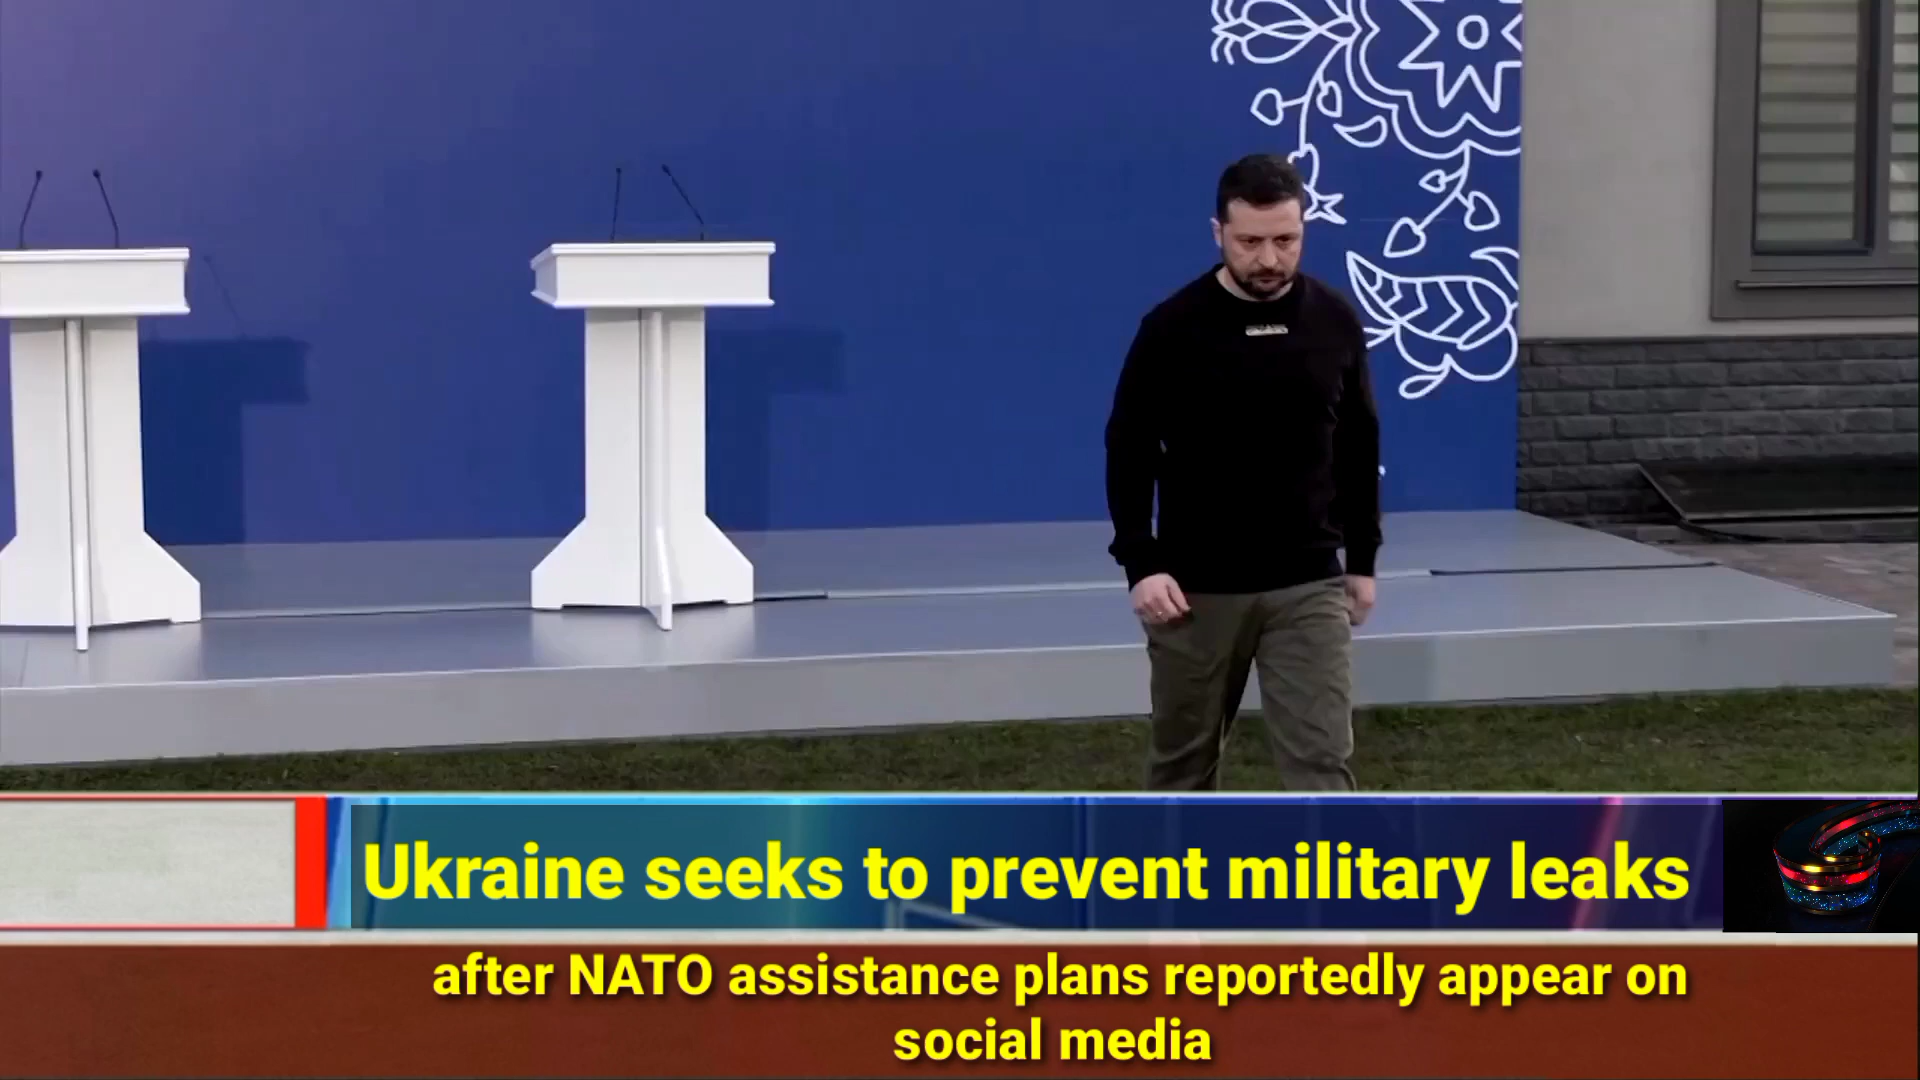 Ukraine seeks to prevent military leaks
after NATO assistance plans reportedly appear on
social media